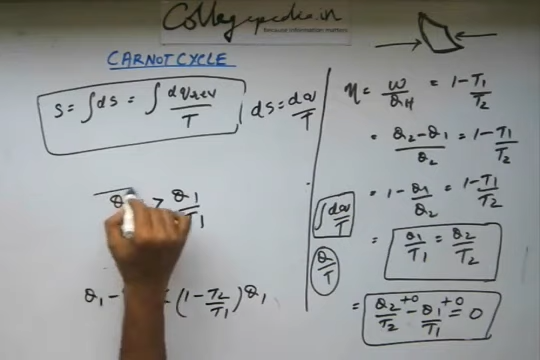 Collegepedia.in
because information matters
CARNOT CYCLE
S = ∫dS = ∫ dqrev / T
dS = dq / T
> Q1 / T1
Q1 - (1 - T2/T1) Q1
η = W/QH = 1 - T1/T2
= Q2 - Q1 / Q2 = 1 - T1/T2
= 1 - Q1/Q2 = 1 - T1/T2
∫ dq/T
= Q1/T1 = Q2/T2
Q/T
= Q2+0 / T2 - Q1+0 / T1 = 0